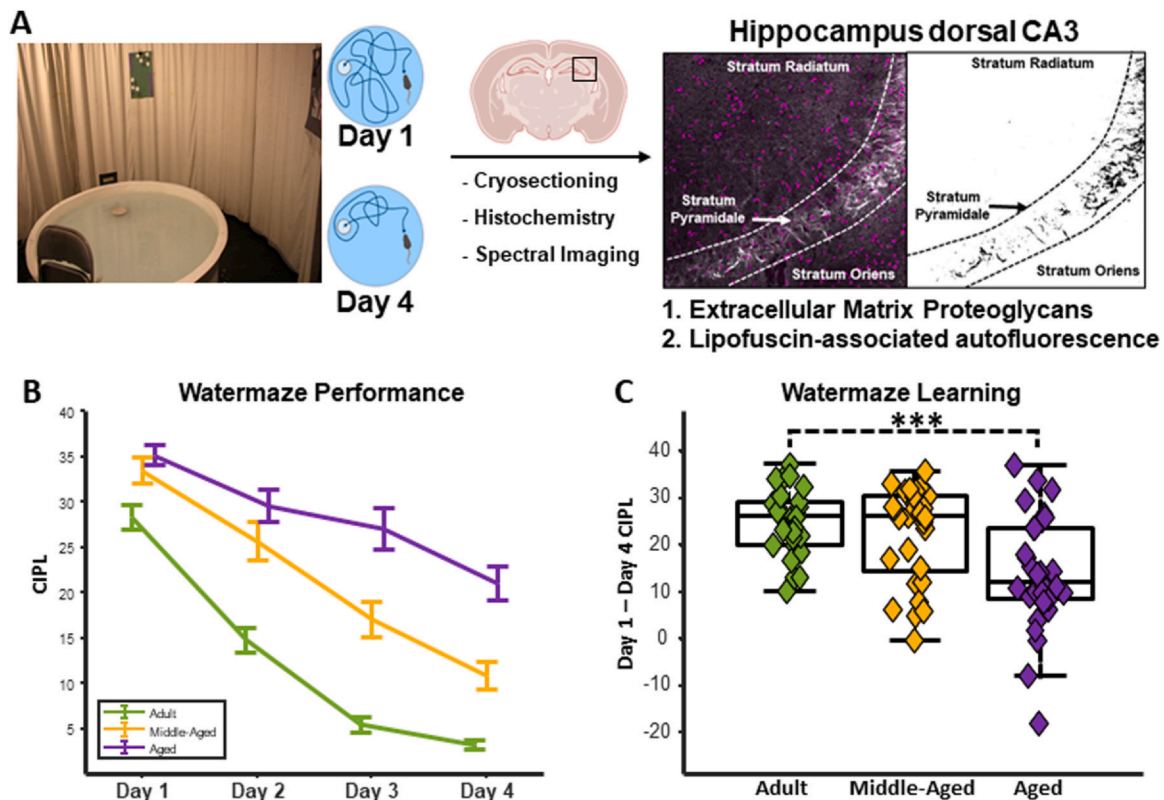 A
Day 1
Day 4
- Cryosectioning
- Histochemistry
- Spectral Imaging
Hippocampus dorsal CA3
Stratum Radiatum
Stratum
Pyramidale
Stratum Oriens
Stratum Radiatum
Stratum
Pyramidale
Stratum Oriens
1. Extracellular Matrix Proteoglycans
2. Lipofuscin-associated autofluorescence
B
Watermaze Performance
CIPL
40
35
30
25
20
15
10
5
Adult
Middle-Aged
Aged
Day 1
Day 2
Day 3
Day 4
C
Watermaze Learning
***
Day 1 – Day 4 CIPL
40
30
20
10
0
-10
-20
Adult
Middle-Aged
Aged